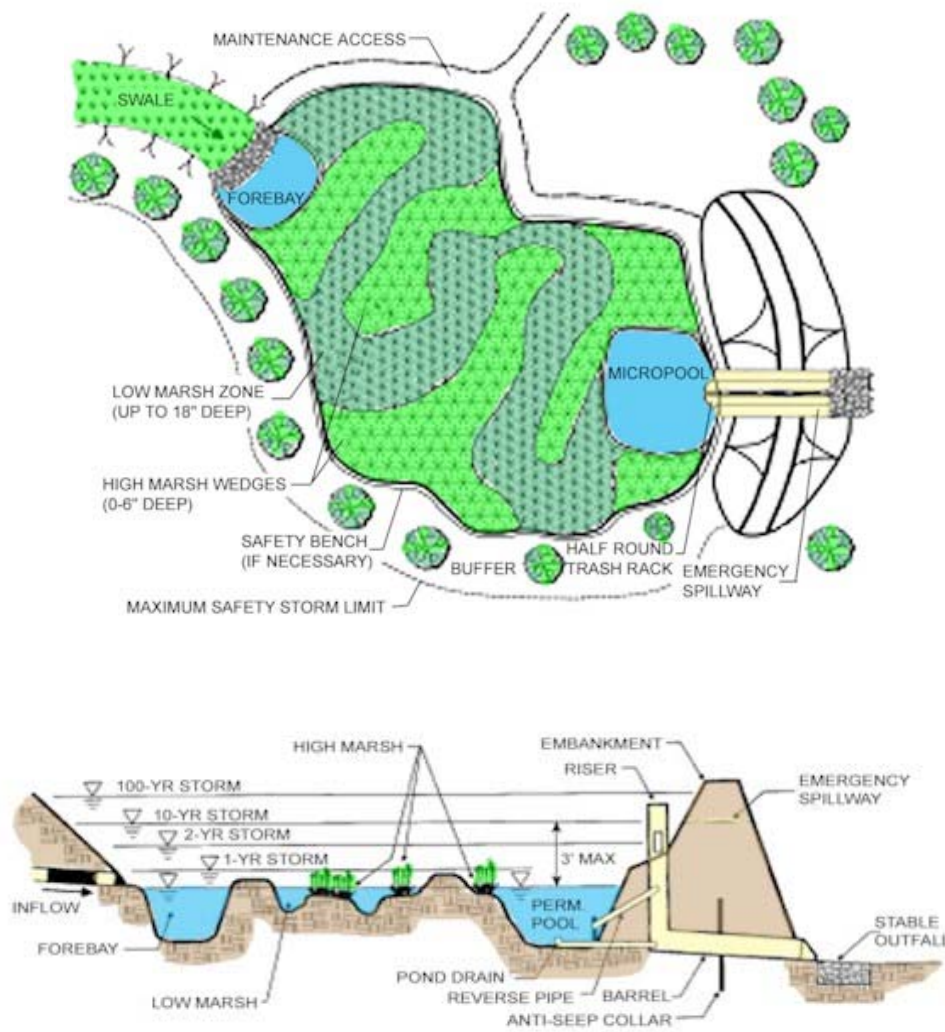 MAINTENANCE ACCESS
SWALE
FOREBAY
MICROPOOL
LOW MARSH ZONE
(UP TO 18" DEEP)
HIGH MARSH WEDGES
(0-6" DEEP)
SAFETY BENCH
(IF NECESSARY)
BUFFER
HALF ROUND
TRASH RACK
EMERGENCY
SPILLWAY
MAXIMUM SAFETY STORM LIMIT
HIGH MARSH
EMBANKMENT
RISER
EMERGENCY
SPILLWAY
100-YR STORM
10-YR STORM
2-YR STORM
1-YR STORM
3' MAX
INFLOW
PERM.
POOL
FOREBAY
STABLE
OUTFALL
LOW MARSH
POND DRAIN
REVERSE PIPE
BARREL
ANTI-SEEP COLLAR